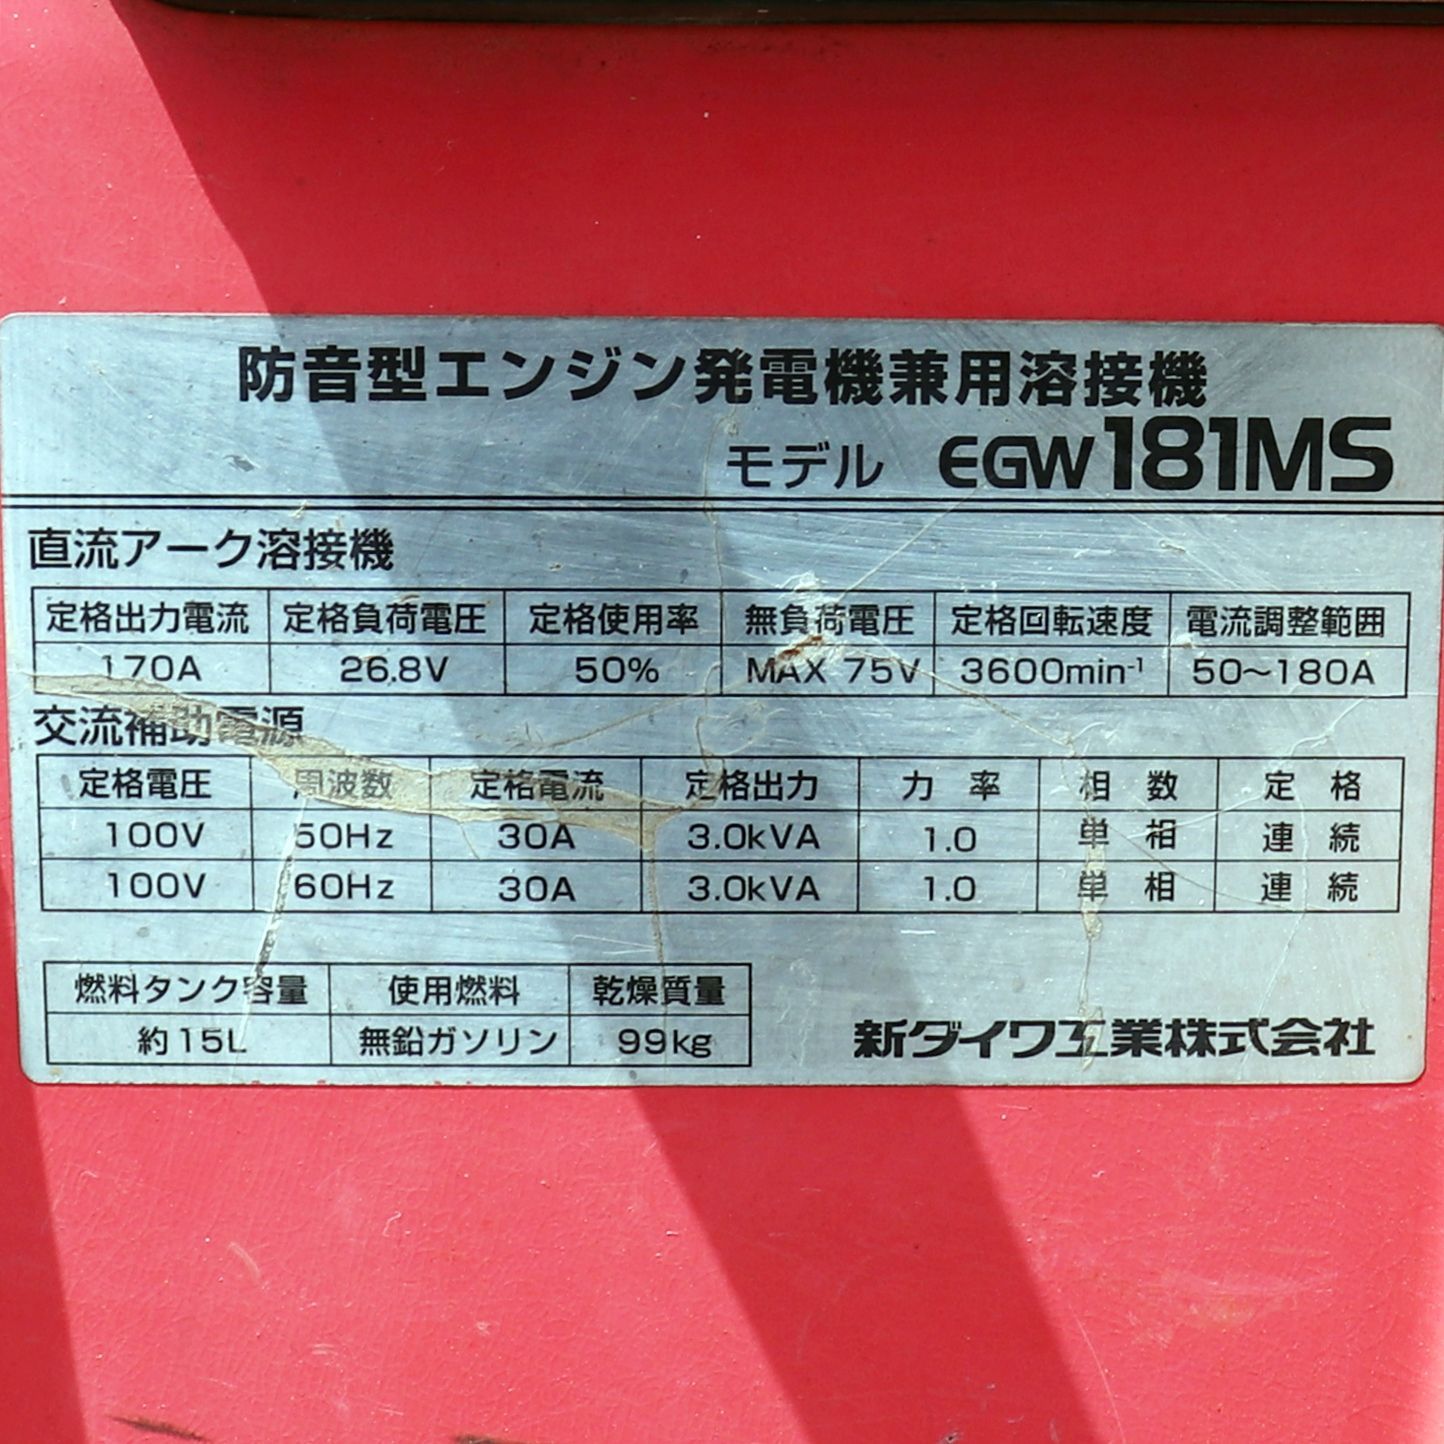 防音型エンジン発電機兼用溶接機
モデル EGW181MS
直流アーク溶接機
定格出力電流 定格負荷電圧 定格使用率 無負荷電圧 定格回転速度 電流調整範囲
170A 26.8V 50% MAX 75V 3600min⁻¹ 50~180A
交流補助電源
定格電圧 周波数 定格電流 定格出力 力率 相数 定格
100V 50Hz 30A 3.0kVA 1.0 単相 連続
100V 60Hz 30A 3.0kVA 1.0 単相 連続
燃料タンク容量 使用燃料 乾燥質量
約15L 無鉛ガソリン 99kg
新ダイワ工業株式会社